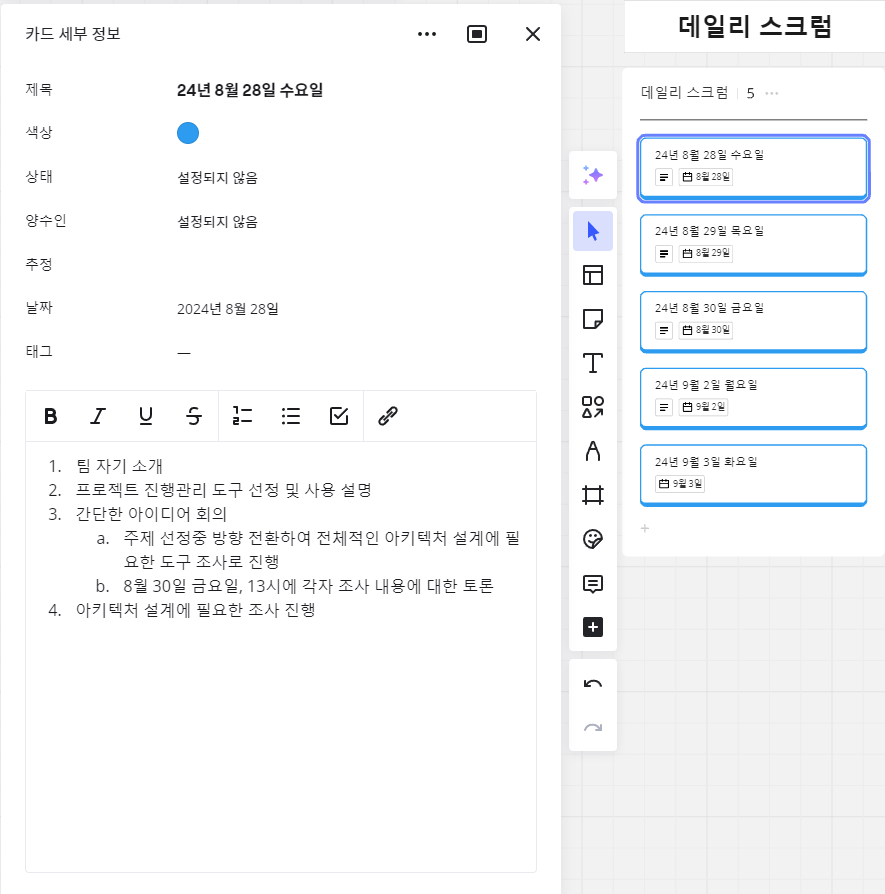 카드 세부 정보
제목 24년 8월 28일 수요일
색상
상태 설정되지 않음
양수인 설정되지 않음
추정
날짜 2024년 8월 28일
태그 —
B I U S
1. 팀 자기 소개
2. 프로젝트 진행관리 도구 선정 및 사용 설명
3. 간단한 아이디어 회의
a. 주제 선정중 방향 전환하여 전체적인 아키텍처 설계에 필
요한 도구 조사로 진행
b. 8월 30일 금요일, 13시에 각자 조사 내용에 대한 토론
4. 아키텍처 설계에 필요한 조사 진행
데일리 스크럼
데일리 스크럼 5
24년 8월 28일 수요일
8월 28일
24년 8월 29일 목요일
8월 29일
24년 8월 30일 금요일
8월 30일
24년 9월 2일 월요일
9월 2일
24년 9월 3일 화요일
9월 3일